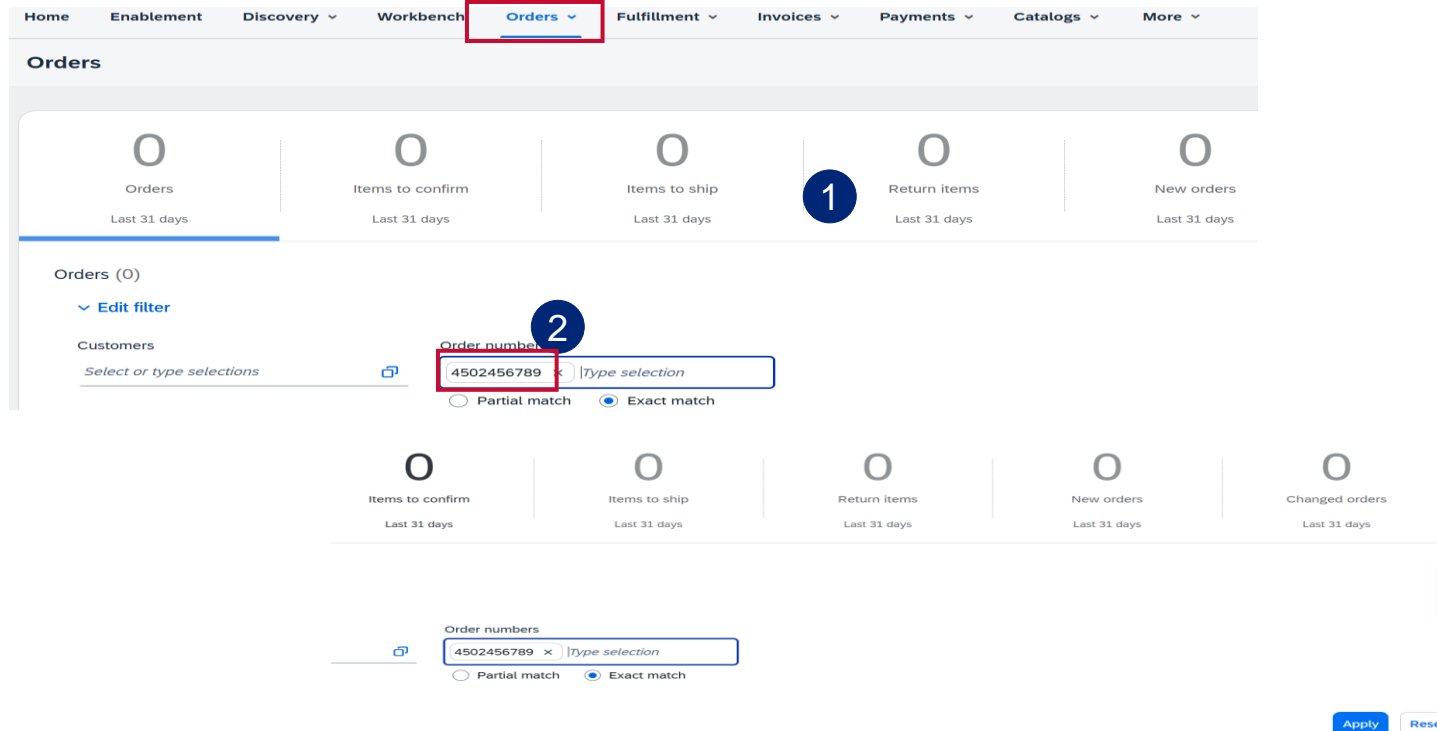 Home Enablement Discovery Workbench Orders Fulfillment Invoices Payments Catalogs More
Orders
0 0 0 0 0
Orders Items to confirm Items to ship 1 Return items New orders
Last 31 days Last 31 days Last 31 days Last 31 days Last 31 days
Orders (0)
Edit filter
2
Customers Order number
Select or type selections 4502456789 × Type selection
Partial match Exact match
0 0 0 0 0
Items to confirm Items to ship Return items New orders Changed orders
Last 31 days Last 31 days Last 31 days Last 31 days Last 31 days
Order numbers
4502456789 × Type selection
Partial match Exact match
Apply